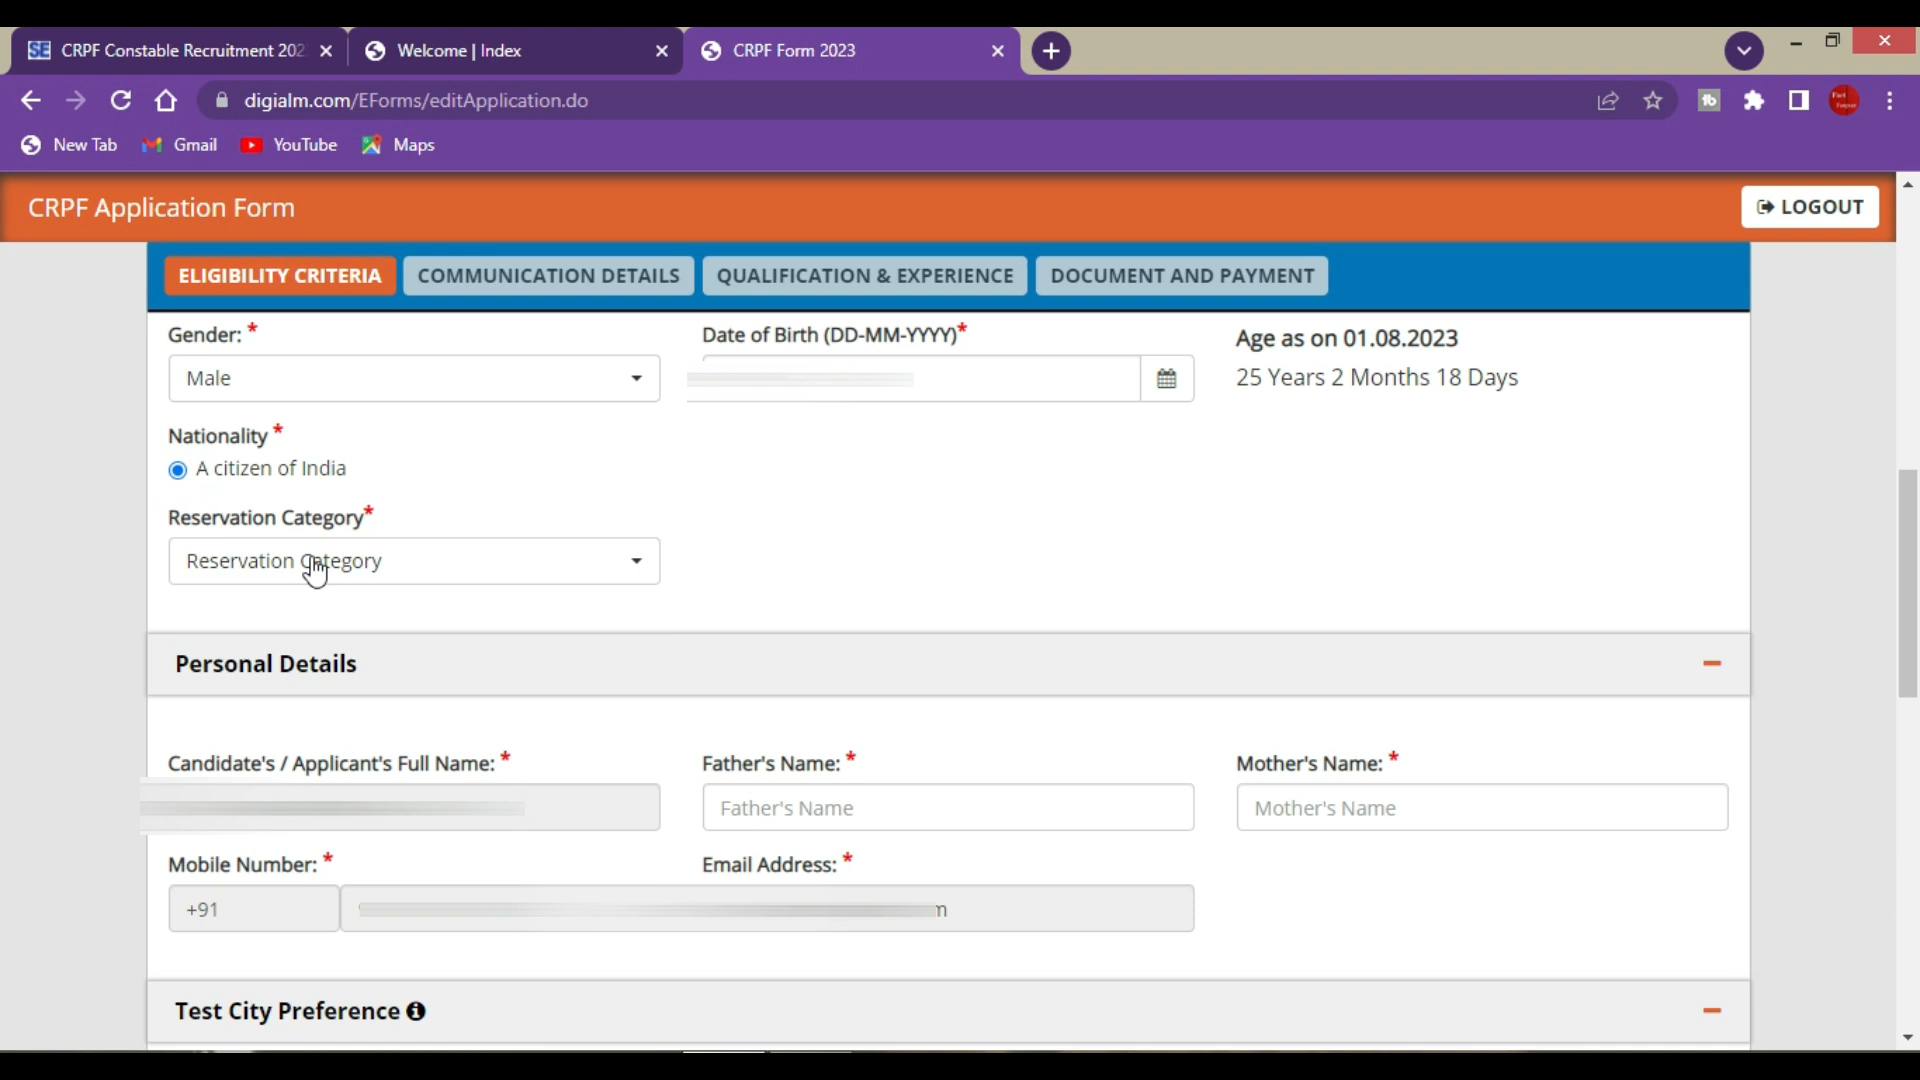 SE CRPF Constable Recruitment 202
Welcome | Index
CRPF Form 2023
digialm.com/EForms/editApplication.do
New Tab
Gmail
YouTube
Maps
CRPF Application Form
LOGOUT
ELIGIBILITY CRITERIA
COMMUNICATION DETAILS
QUALIFICATION & EXPERIENCE
DOCUMENT AND PAYMENT
Gender: *
Date of Birth (DD-MM-YYYY)*
Age as on 01.08.2023
Male
25 Years 2 Months 18 Days
Nationality *
A citizen of India
Reservation Category*
Reservation Category
Personal Details
Candidate's / Applicant's Full Name: *
Father's Name: *
Mother's Name: *
Father's Name
Mother's Name
Mobile Number: *
Email Address: *
+91
m
Test City Preference